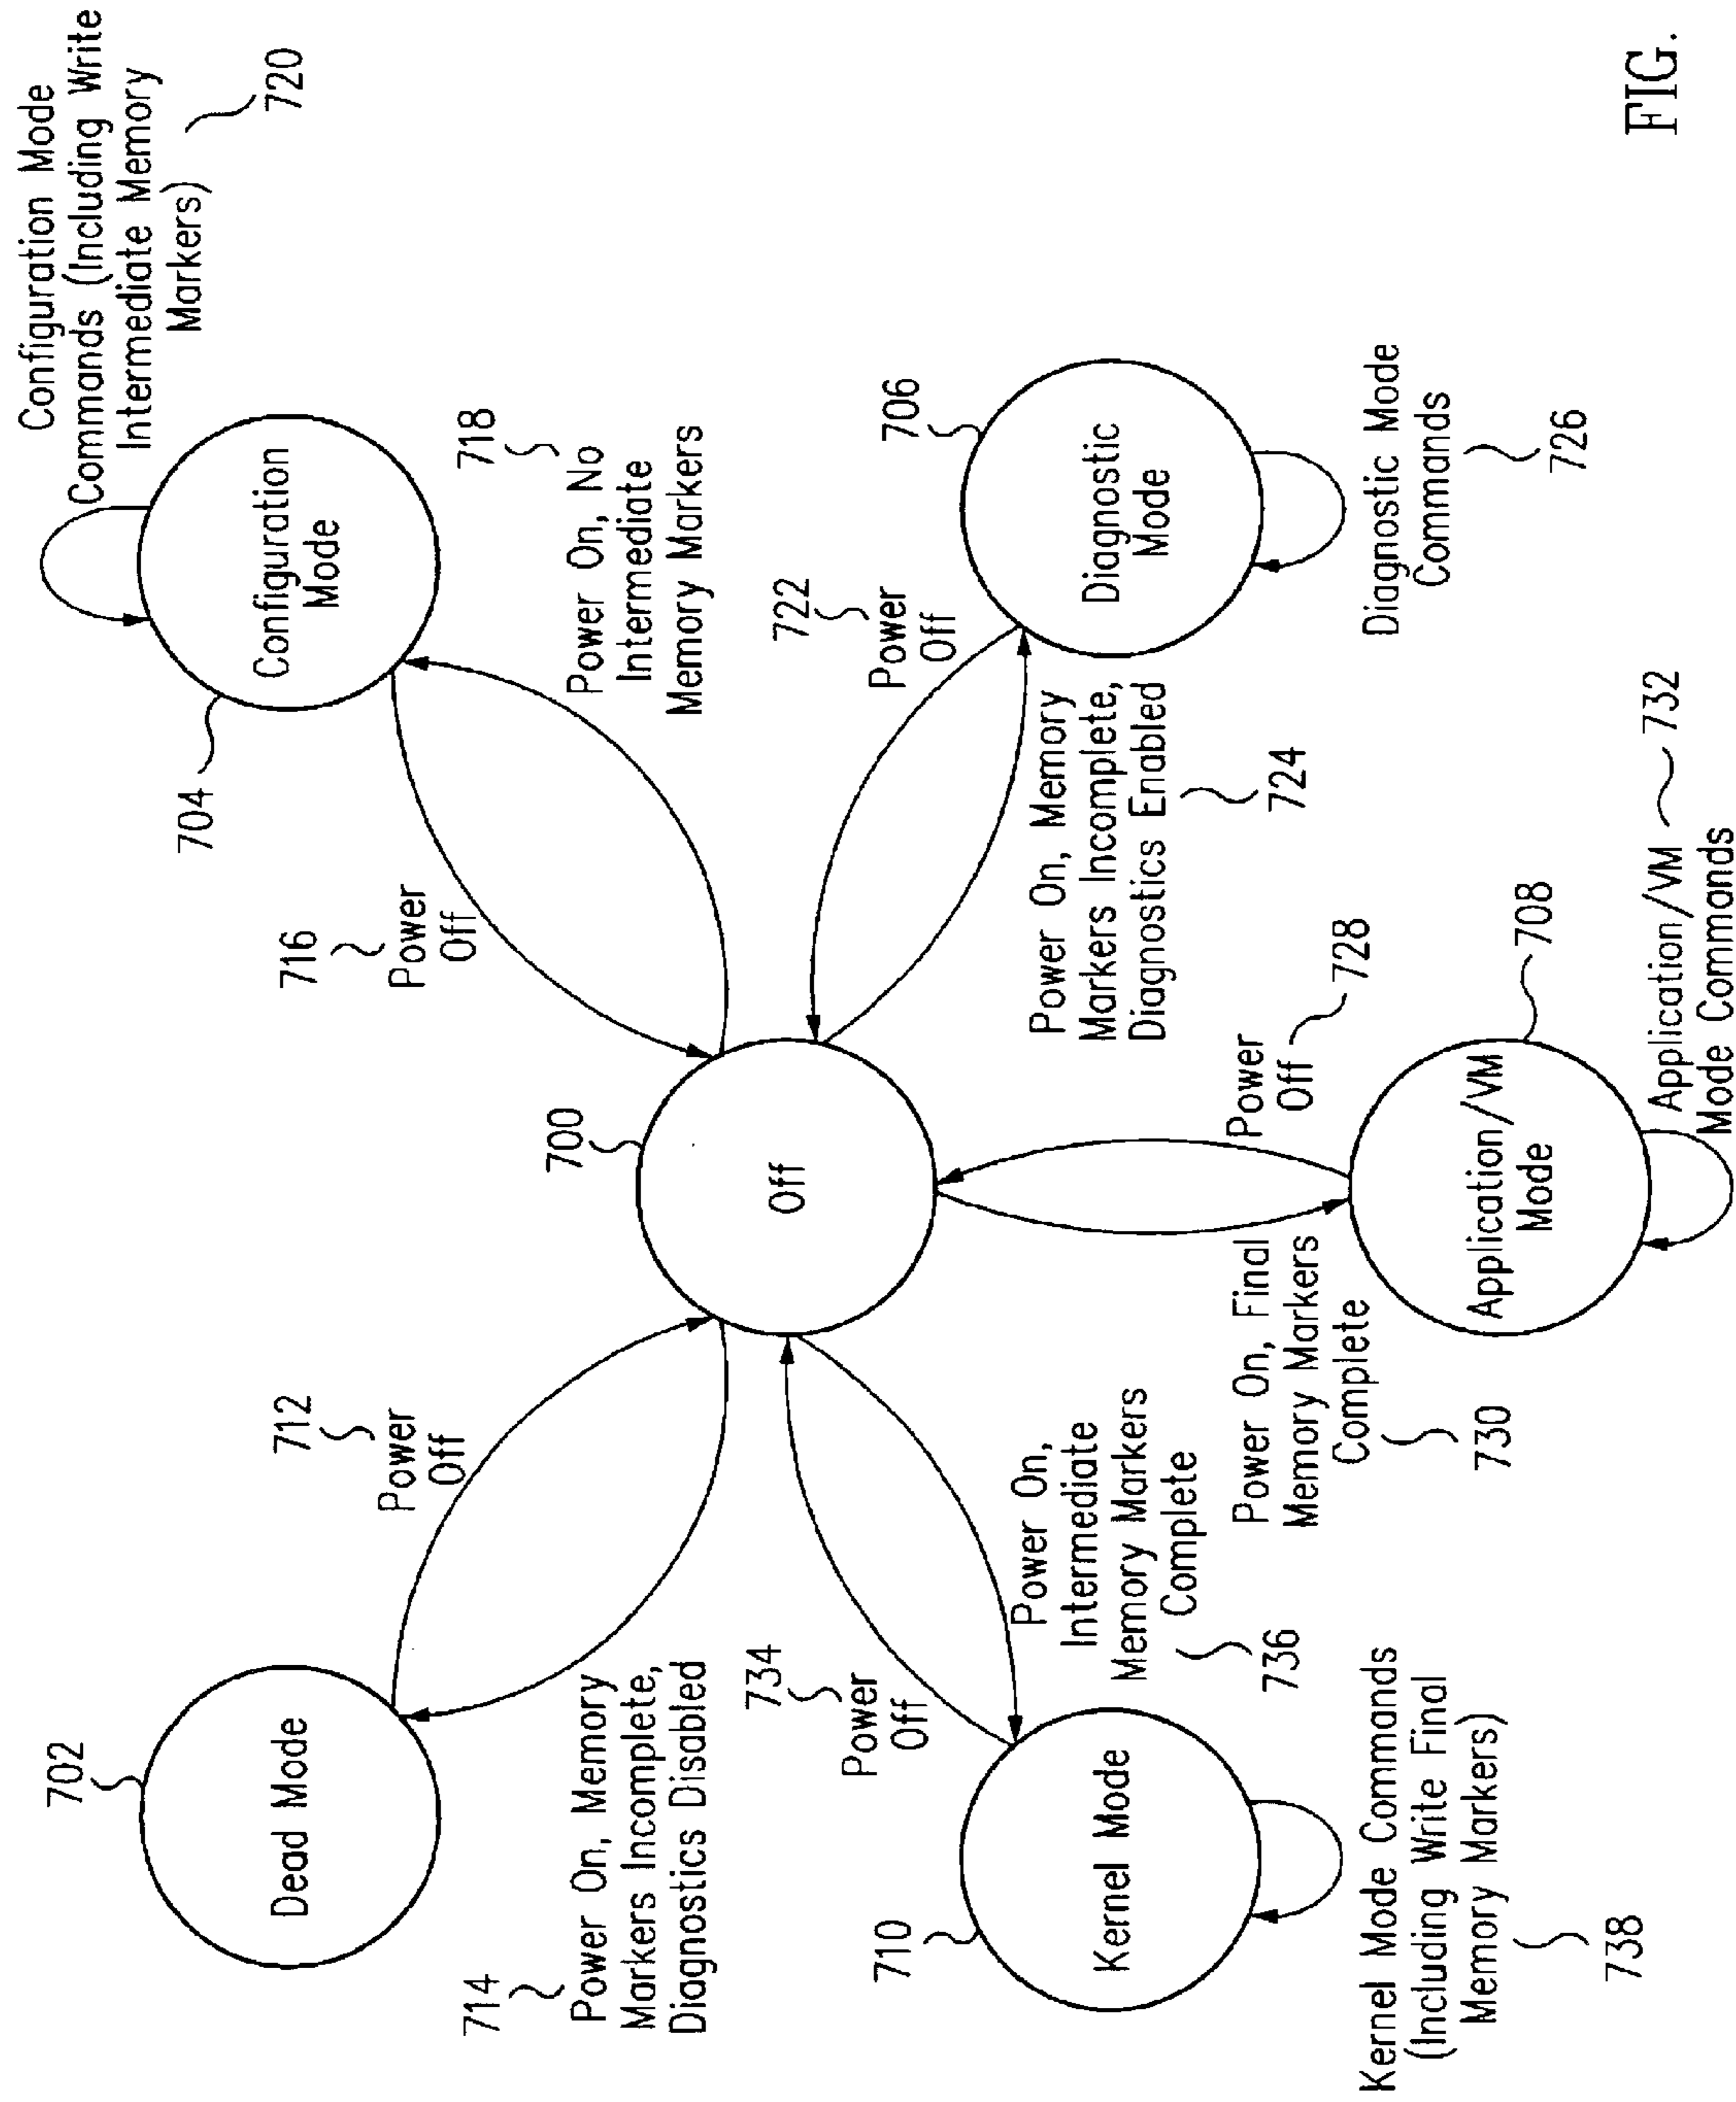 Configuration Mode
Commands (Including Write
Intermediate Memory
Markers)
720
702
Dead Mode
704
Configuration
Mode
712
Power
Off
716
Power
Off
714
Power On, Memory
Markers Incomplete,
Diagnostics Disabled
718
Power On, No
Intermediate
Memory Markers
700
Off
734
Power
Off
722
Power
Off
710
Kernel Mode
706
Diagnostic
Mode
Power On,
Intermediate
Memory Markers
Complete
736
Power On, Memory
Markers Incomplete,
Diagnostics Enabled
724
Power On, Final
Memory Markers
Complete
730
Power
Off
728
Kernel Mode Commands
(Including Write Final
Memory Markers)
738
Diagnostic Mode
Commands
726
708
Application/VM
Mode
Application/VM
Mode Commands
732
FIG.